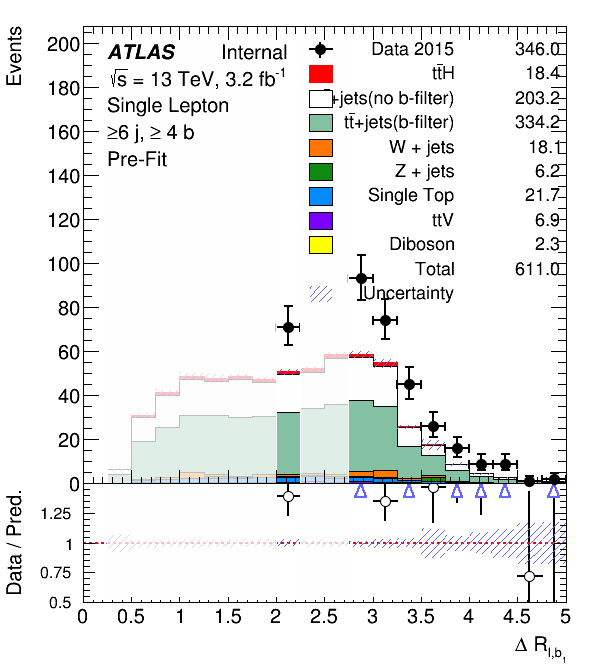 Events
200
180
160
140
120
100
80
60
40
20
0
ATLAS Internal
√s = 13 TeV, 3.2 fb⁻¹
Single Lepton
≥6 j, ≥ 4 b
Pre-Fit
Data 2015 346.0
tt̄H 18.4
+jets(no b-filter) 203.2
tt̄+jets(b-filter) 334.2
W + jets 18.1
Z + jets 6.2
Single Top 21.7
ttV 6.9
Diboson 2.3
Total 611.0
Uncertainty
Data / Pred.
1.25
1
0.75
0.5
0 0.5 1 1.5 2 2.5 3 3.5 4 4.5 5
Δ R l,b₁